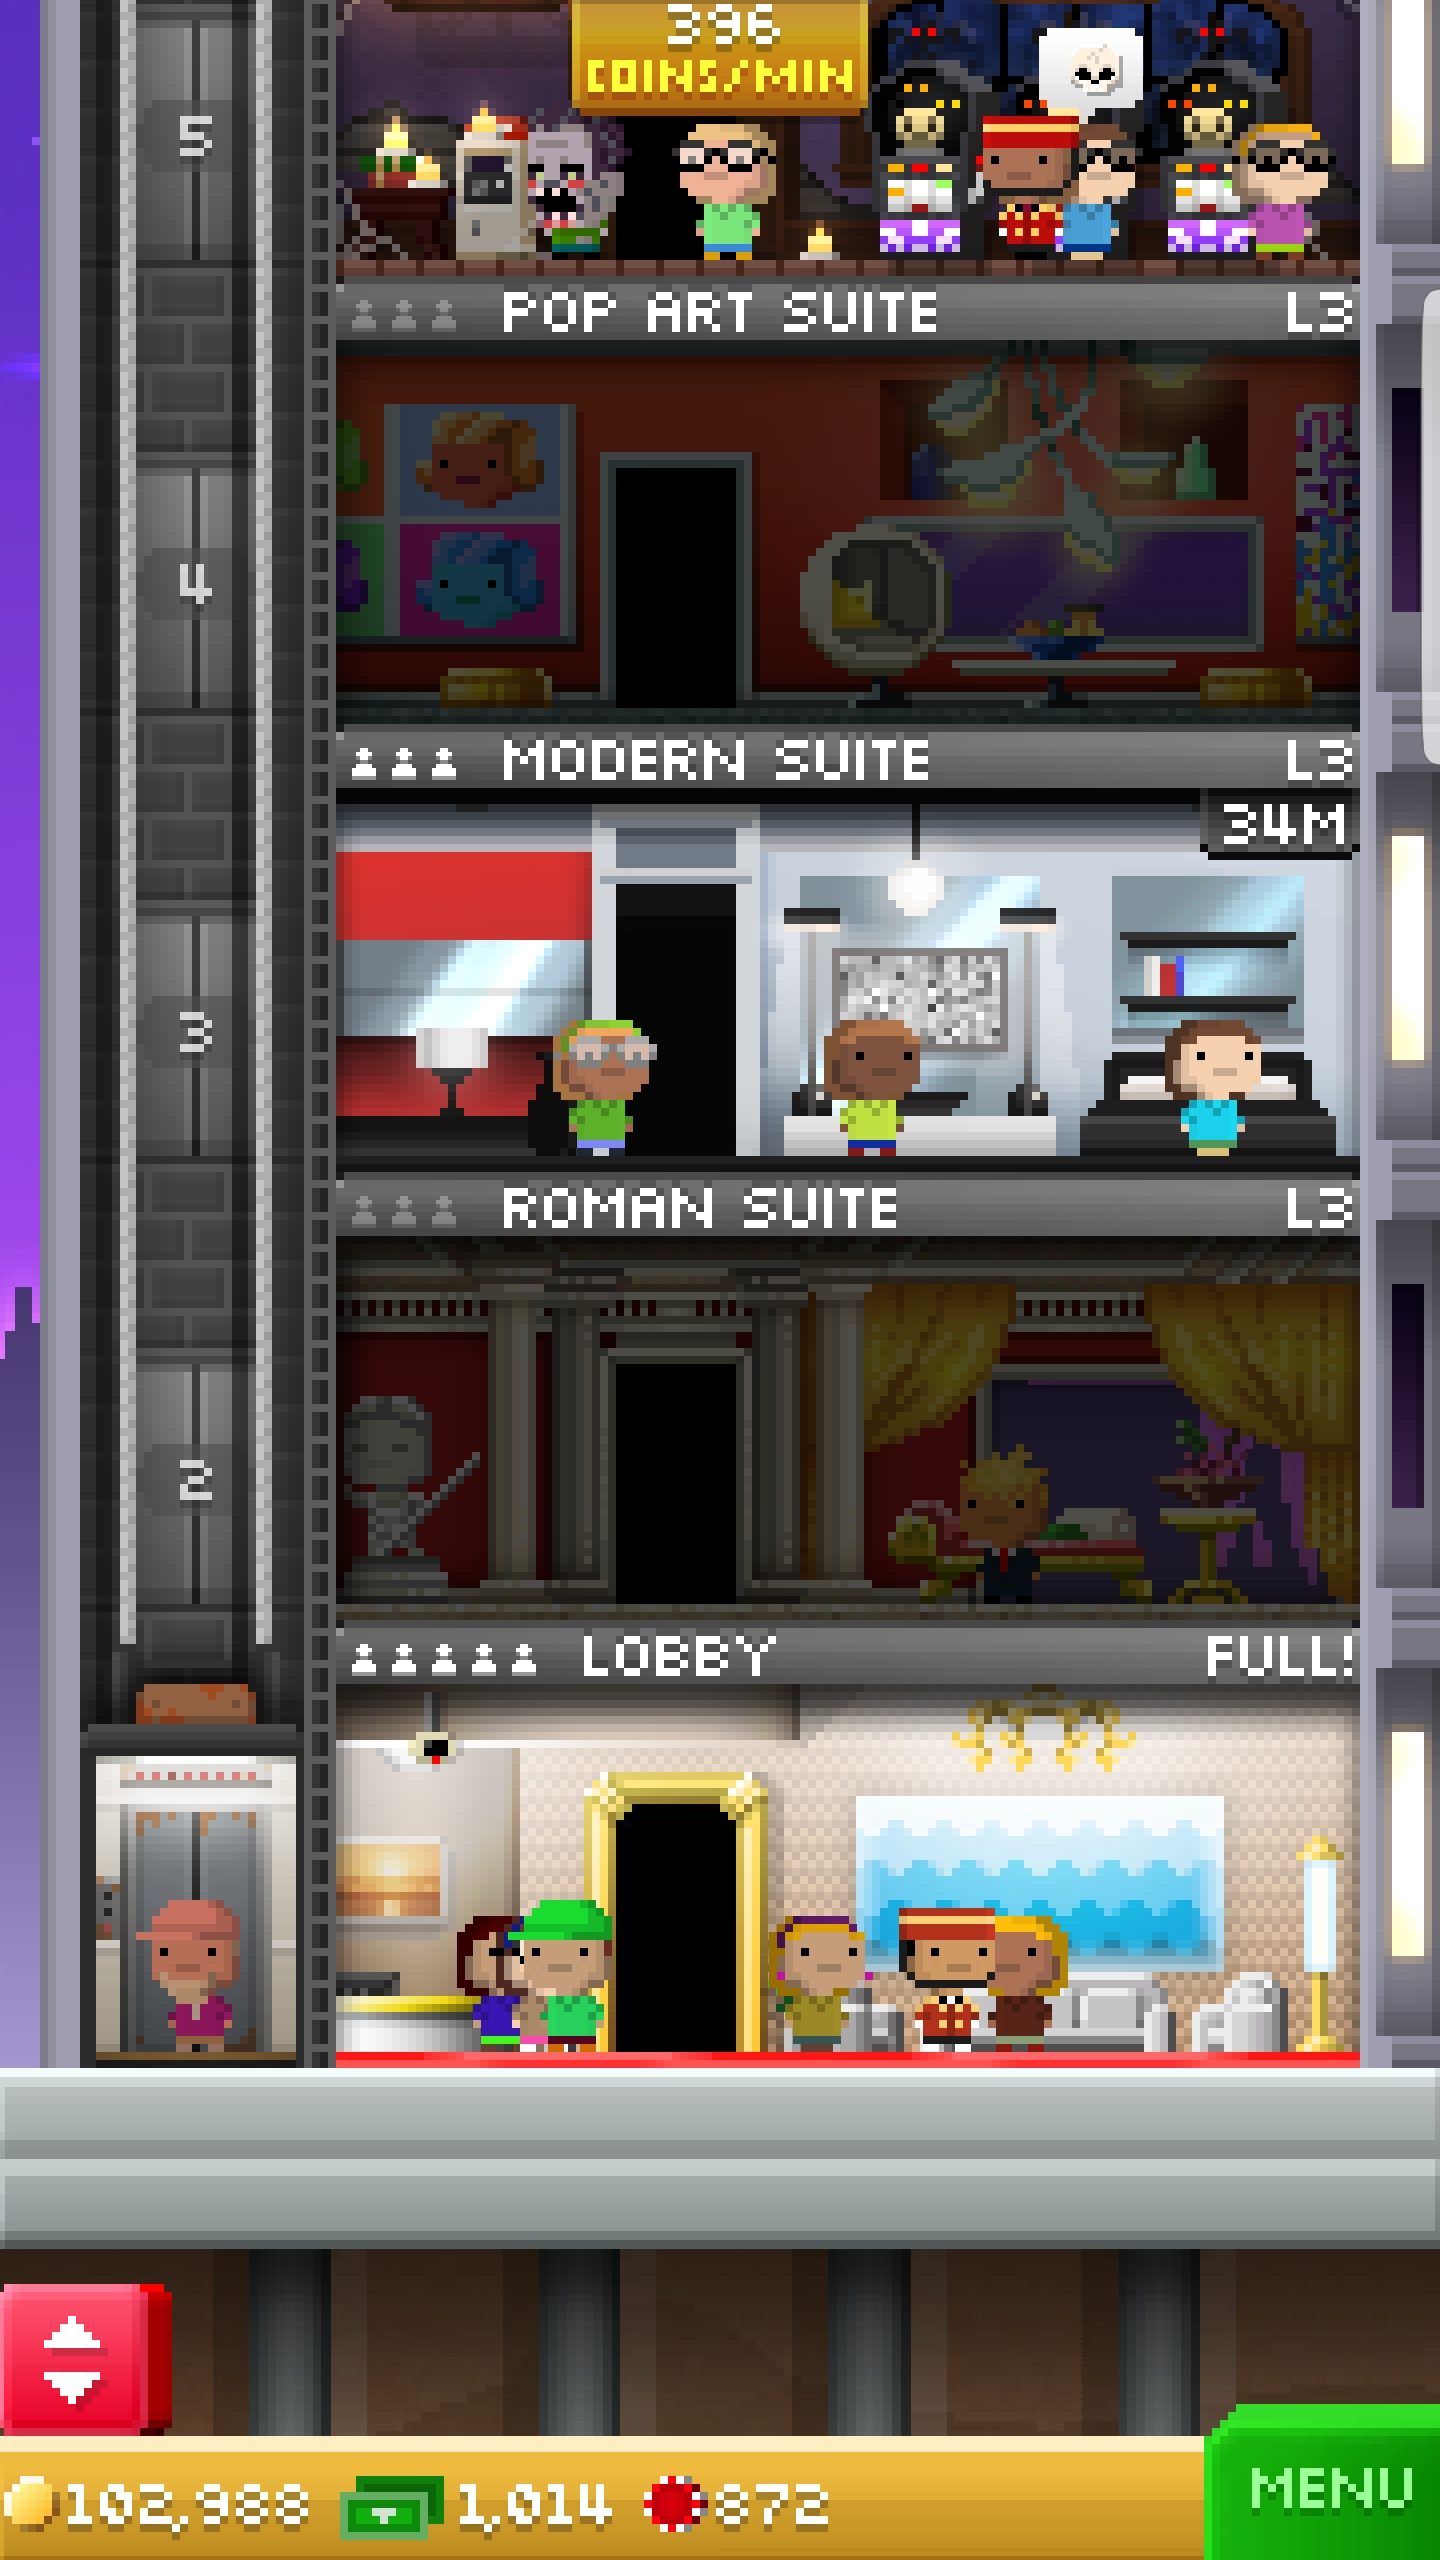 396
COINS/MIN
5
POP ART SUITE L3
4
MODERN SUITE L3
34M
3
ROMAN SUITE L3
2
LOBBY FULL!
MENU
102,988 1,014 872